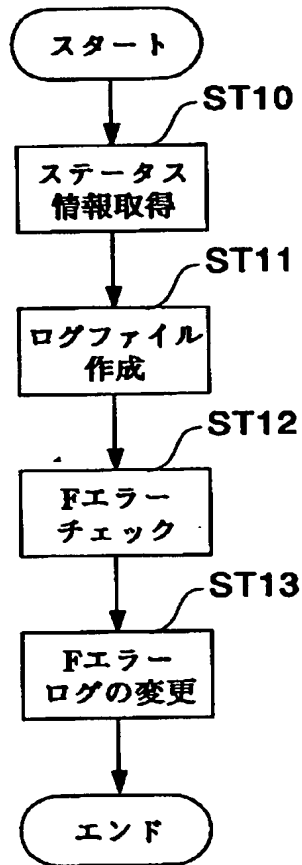 スタート
ST10
ステータス
情報取得
ST11
ログファイル
作成
ST12
Fエラー
チェック
ST13
Fエラー
ログの変更
エンド